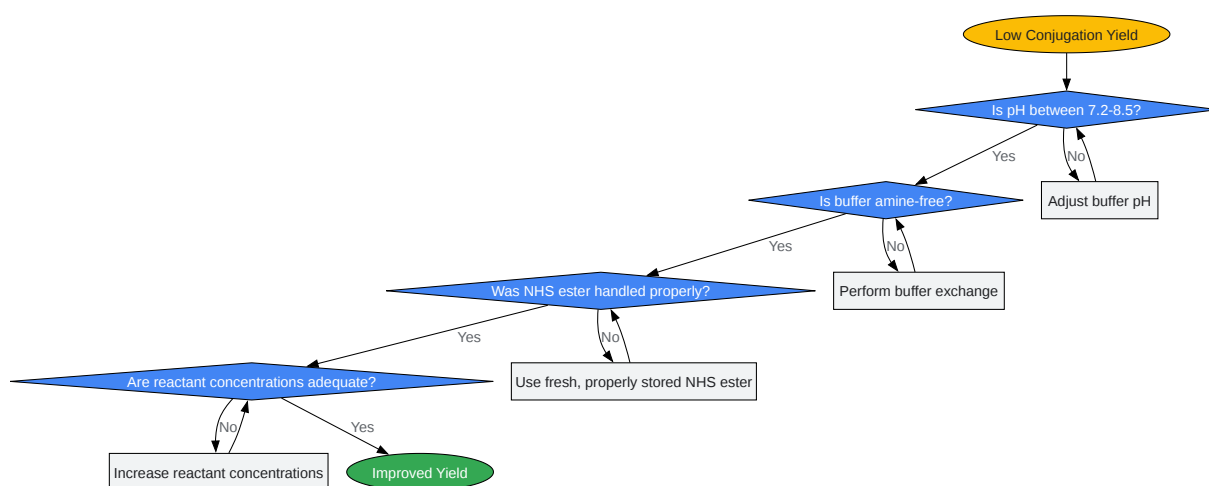 Low Conjugation Yield
Is pH between 7.2-8.5?
Yes
No
Is buffer amine-free?
Adjust buffer pH
Yes
No
Was NHS ester handled properly?
Perform buffer exchange
Yes
No
Are reactant concentrations adequate?
Use fresh, properly stored NHS ester
No
Yes
Increase reactant concentrations
Improved Yield